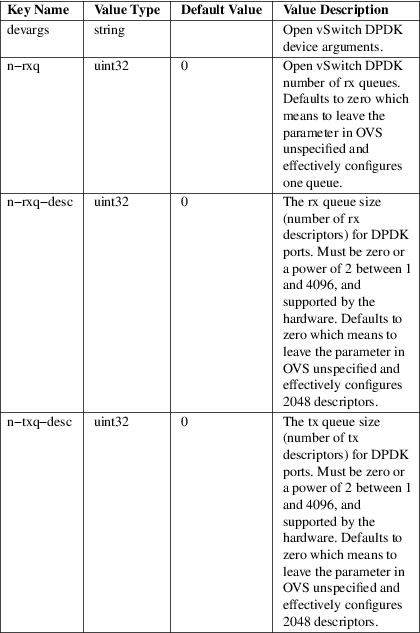 Key Name Value Type Default Value Value Description
devargs string Open vSwitch DPDK
device arguments.
n−rxq uint32 0 Open vSwitch DPDK
number of rx queues.
Defaults to zero which
means to leave the
parameter in OVS
unspecified and
effectively configures
one queue.
n−rxq−desc uint32 0 The rx queue size
(number of rx
descriptors) for DPDK
ports. Must be zero or
a power of 2 between 1
and 4096, and
supported by the
hardware. Defaults to
zero which means to
leave the parameter in
OVS unspecified and
effectively configures
2048 descriptors.
n−txq−desc uint32 0 The tx queue size
(number of tx
descriptors) for DPDK
ports. Must be zero or
a power of 2 between 1
and 4096, and
supported by the
hardware. Defaults to
zero which means to
leave the parameter in
OVS unspecified and
effectively configures
2048 descriptors.